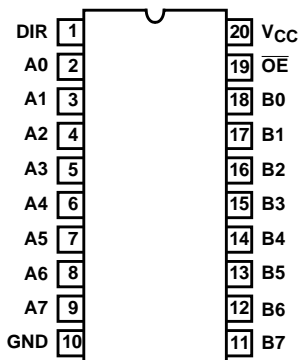 DIR 1 20 VCC
A0 2 19 OE
A1 3 18 B0
A2 4 17 B1
A3 5 16 B2
A4 6 15 B3
A5 7 14 B4
A6 8 13 B5
A7 9 12 B6
GND 10 11 B7